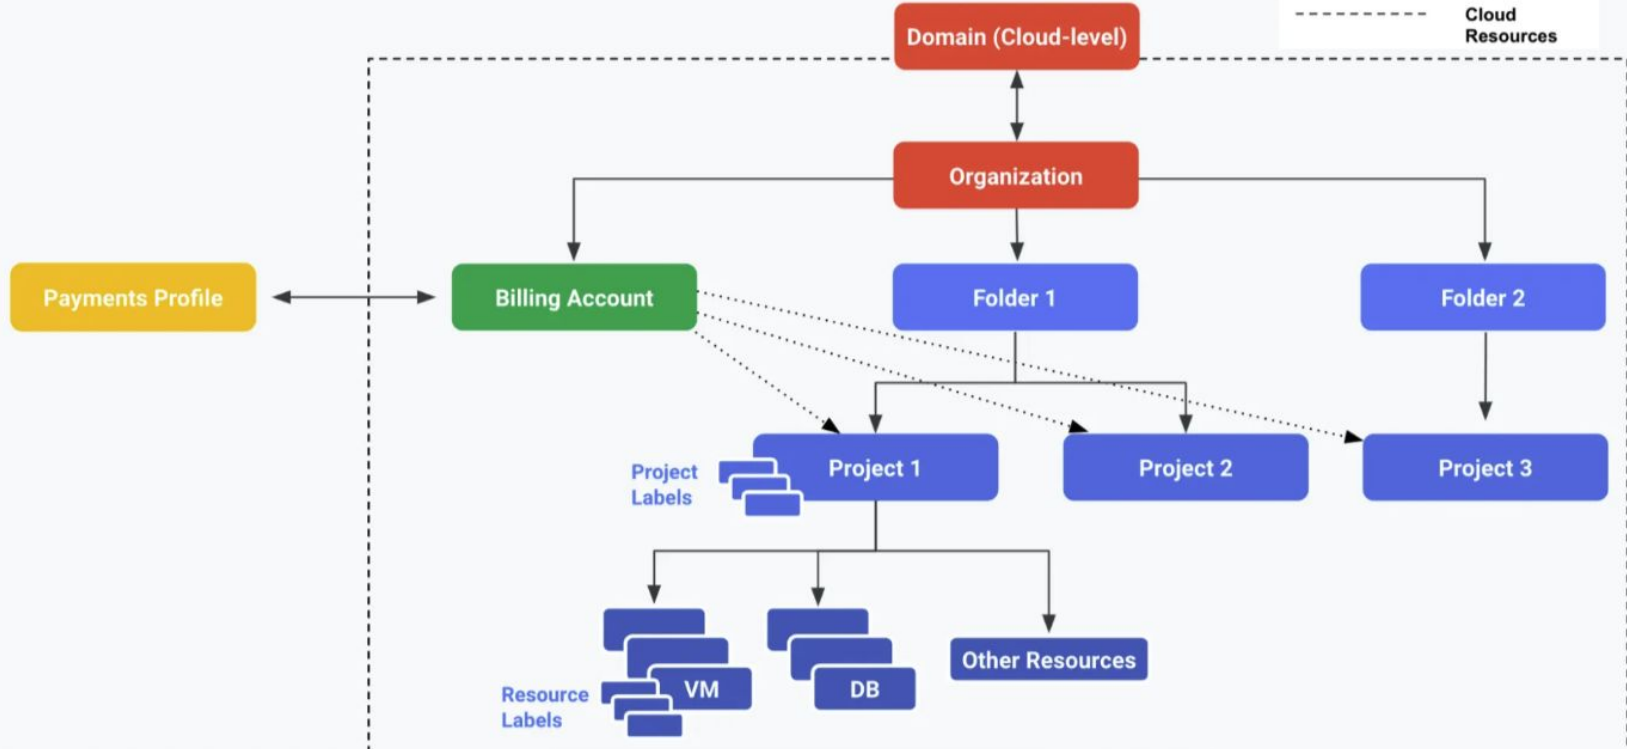 Domain (Cloud-level)
Cloud
Resources
Organization
Payments Profile
Billing Account
Folder 1
Folder 2
Project
Labels
Project 1
Project 2
Project 3
Other Resources
VM
DB
Resource
Labels